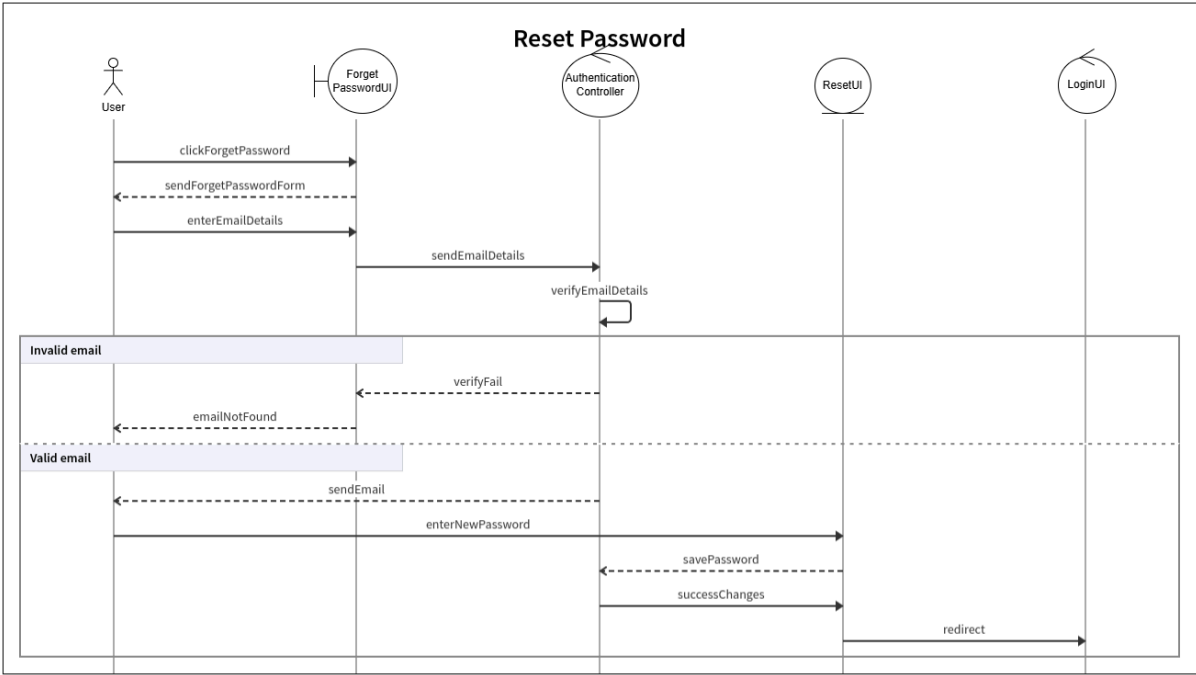 Reset Password
User
Forget
PasswordUI
Authentication
Controller
ResetUI
LoginUI
clickForgetPassword
sendForgetPasswordForm
enterEmailDetails
sendEmailDetails
verifyEmailDetails
Invalid email
verifyFail
emailNotFound
Valid email
sendEmail
enterNewPassword
savePassword
successChanges
redirect